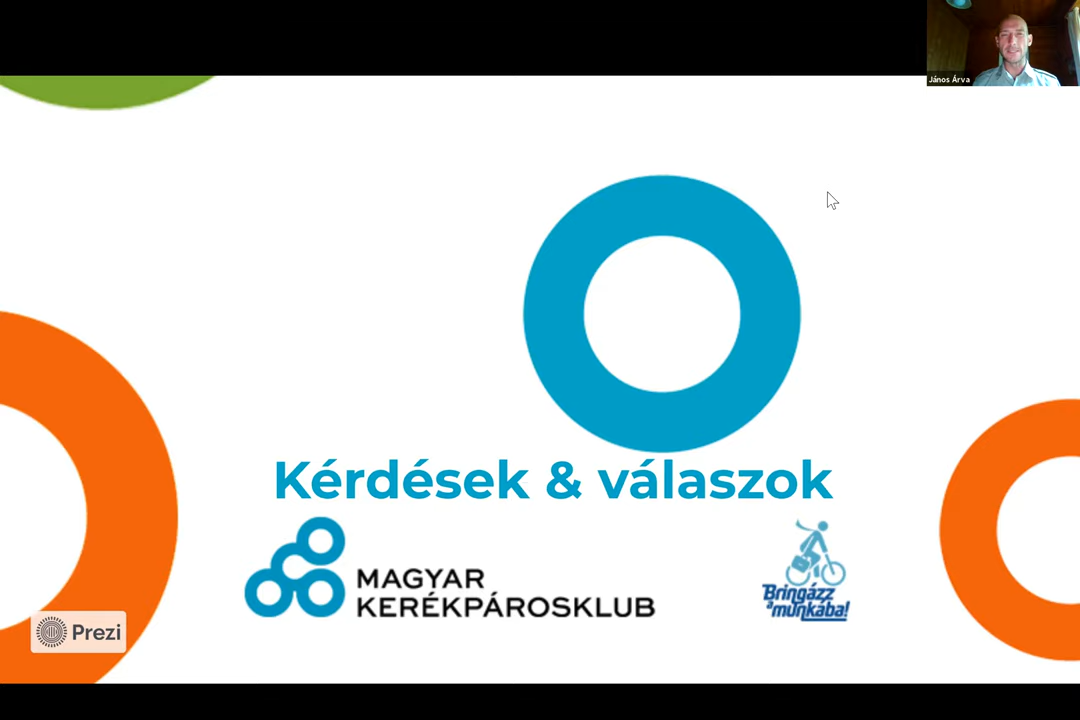 János Árva
Kérdések & válaszok
MAGYAR
KERÉKPÁROSKLUB
Bringázz
a munkába!
Prezi